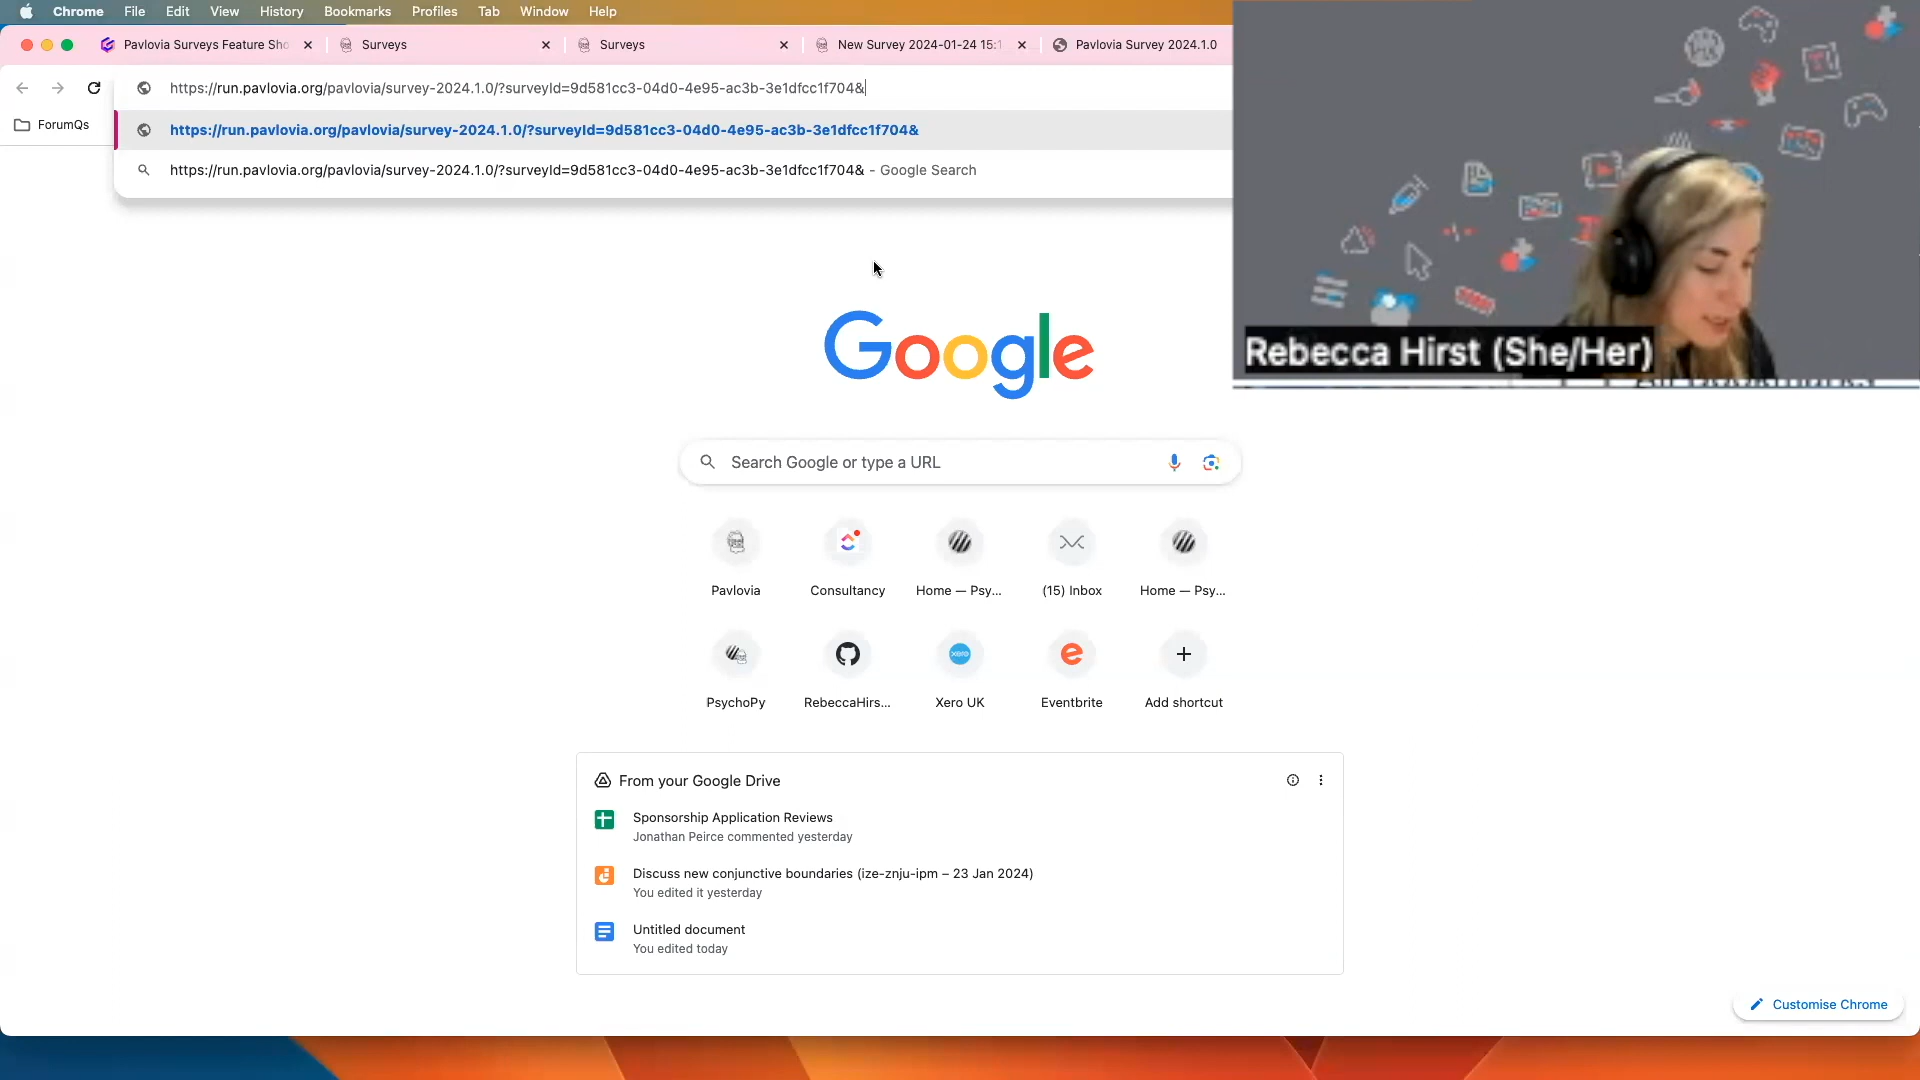 Chrome File Edit View History Bookmarks Profiles Tab Window Help
Pavlovia Surveys Feature Sho Surveys Surveys New Survey 2024-01-24 15:1 Pavlovia Survey 2024.1.0
https://run.pavlovia.org/pavlovia/survey-2024.1.0/?surveyId=9d581cc3-04d0-4e95-ac3b-3e1dfcc1f704&
ForumQs
https://run.pavlovia.org/pavlovia/survey-2024.1.0/?surveyId=9d581cc3-04d0-4e95-ac3b-3e1dfcc1f704&
https://run.pavlovia.org/pavlovia/survey-2024.1.0/?surveyId=9d581cc3-04d0-4e95-ac3b-3e1dfcc1f704& - Google Search
Rebecca Hirst (She/Her)
Google
Search Google or type a URL
Pavlovia Consultancy Home — Psy... (15) Inbox Home — Psy...
xero
PsychoPy RebeccaHirs... Xero UK Eventbrite Add shortcut
From your Google Drive
Sponsorship Application Reviews
Jonathan Peirce commented yesterday
Discuss new conjunctive boundaries (ize-znju-ipm – 23 Jan 2024)
You edited it yesterday
Untitled document
You edited today
Customise Chrome